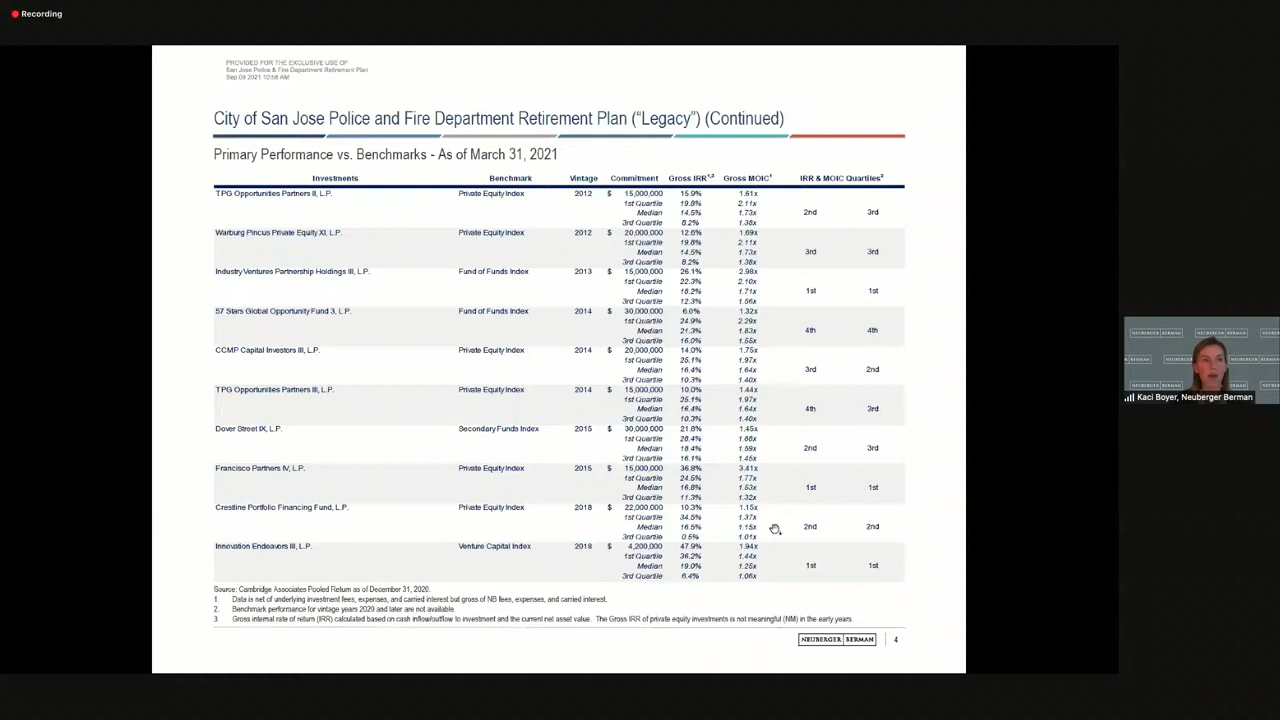 Recording
PROVIDED FOR THE EXCLUSIVE USE OF
San Jose Police & Fire Department Retirement Plan
Sep 09 2021 10:58 AM
City of San Jose Police and Fire Department Retirement Plan (“Legacy”) (Continued)
Primary Performance vs. Benchmarks - As of March 31, 2021
Investments Benchmark Vintage Commitment Gross IRR1,3 Gross MOIC1 IRR & MOIC Quartiles2
TPG Opportunities Partners II, L.P. Private Equity Index 2012 $ 15,000,000 15.9% 1.61x
1st Quartile 19.8% 2.11x
Median 14.5% 1.73x 2nd 3rd
3rd Quartile 8.2% 1.38x
Warburg Pincus Private Equity XI, L.P. Private Equity Index 2012 $ 20,000,000 12.6% 1.69x
1st Quartile 19.8% 2.11x
Median 14.5% 1.73x 3rd 3rd
3rd Quartile 8.2% 1.38x
Industry Ventures Partnership Holdings III, L.P. Fund of Funds Index 2013 $ 15,000,000 26.1% 2.98x
1st Quartile 22.3% 2.10x
Median 18.2% 1.71x 1st 1st
3rd Quartile 12.3% 1.56x
57 Stars Global Opportunity Fund 3, L.P. Fund of Funds Index 2014 $ 30,000,000 6.0% 1.32x
1st Quartile 24.9% 2.29x
Median 21.3% 1.83x 4th 4th
3rd Quartile 16.0% 1.55x
CCMP Capital Investors III, L.P. Private Equity Index 2014 $ 20,000,000 14.0% 1.75x
1st Quartile 25.1% 1.97x
Median 16.4% 1.64x 3rd 2nd
3rd Quartile 10.3% 1.40x
TPG Opportunities Partners III, L.P. Private Equity Index 2014 $ 15,000,000 10.0% 1.44x
1st Quartile 25.1% 1.97x
Median 16.4% 1.64x 4th 3rd
3rd Quartile 10.3% 1.40x
Dover Street IX, L.P. Secondary Funds Index 2015 $ 30,000,000 21.8% 1.45x
1st Quartile 28.4% 1.88x
Median 18.4% 1.59x 2nd 3rd
3rd Quartile 16.1% 1.45x
Francisco Partners IV, L.P. Private Equity Index 2015 $ 15,000,000 36.8% 3.41x
1st Quartile 24.5% 1.77x
Median 16.8% 1.53x 1st 1st
3rd Quartile 11.3% 1.32x
Crestline Portfolio Financing Fund, L.P. Private Equity Index 2018 $ 22,000,000 10.3% 1.15x
1st Quartile 34.5% 1.37x
Median 16.5% 1.15x 2nd 2nd
3rd Quartile 0.5% 1.01x
Innovation Endeavors III, L.P. Venture Capital Index 2018 $ 4,200,000 47.9% 1.94x
1st Quartile 36.2% 1.44x
Median 19.0% 1.25x 1st 1st
3rd Quartile 6.4% 1.06x
Source: Cambridge Associates Pooled Return as of December 31, 2020.
1. Data is net of underlying investment fees, expenses, and carried interest but gross of NB fees, expenses, and carried interest.
2. Benchmark performance for vintage years 2020 and later are not available.
3. Gross internal rate of return (IRR) calculated based on cash inflow/outflow to investment and the current net asset value. The Gross IRR of private equity investments is not meaningful (NM) in the early years.
NEUBERGER BERMAN 4
NEUBERGER BERMAN
Kaci Boyer, Neuberger Berman